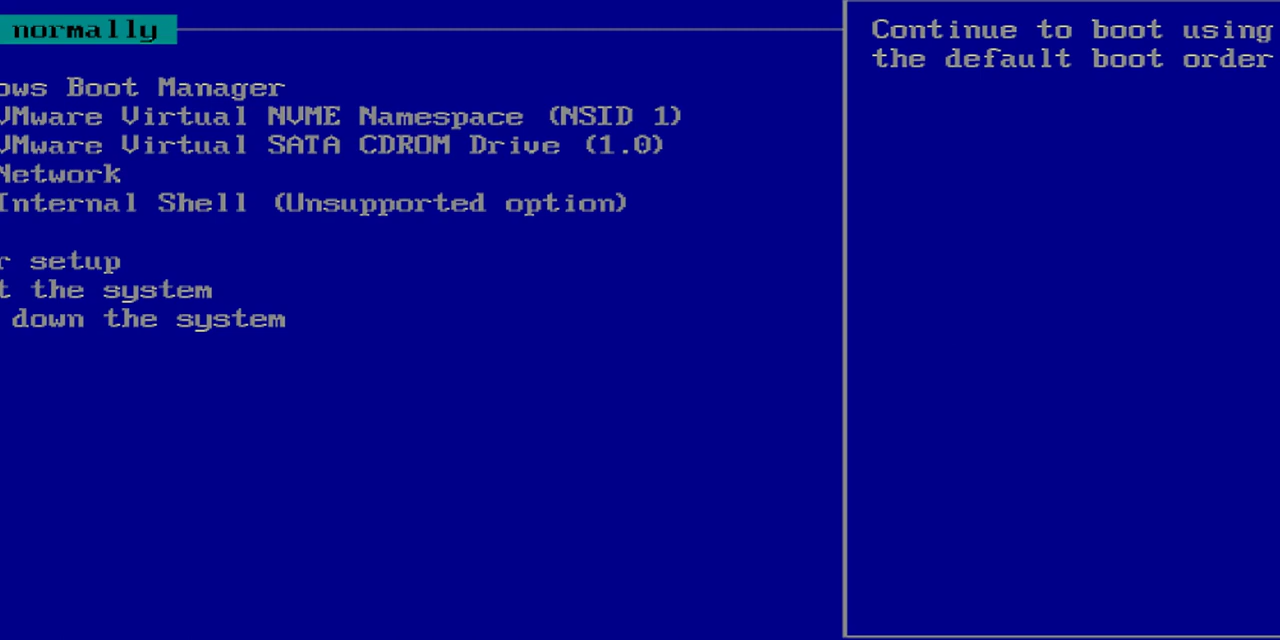 normally
ows Boot Manager
VMware Virtual NVME Namespace (NSID 1)
VMware Virtual SATA CDROM Drive (1.0)
Network
Internal Shell (Unsupported option)
r setup
t the system
down the system
Continue to boot using
the default boot order